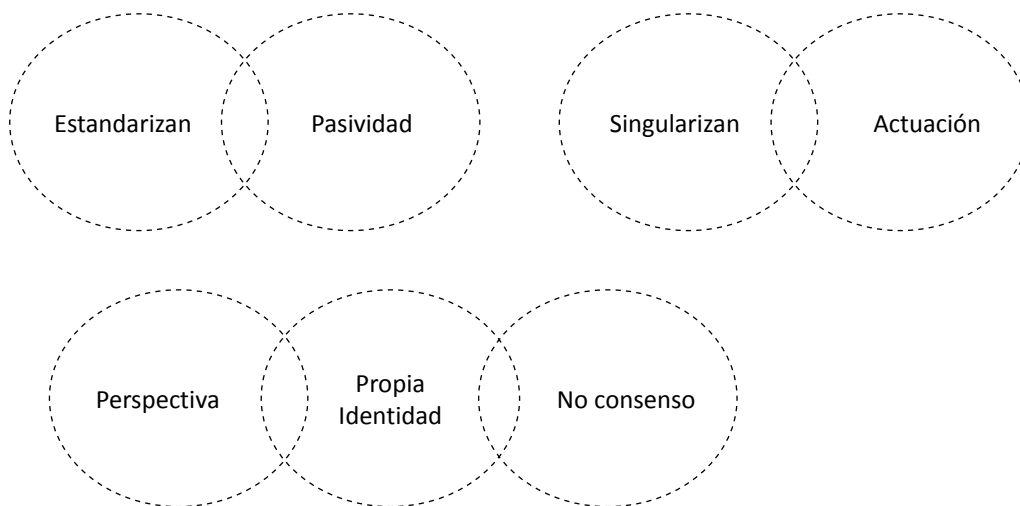 Estandarizan
Pasividad
Singularizan
Actuación
Perspectiva
Propia
Identidad
No consenso